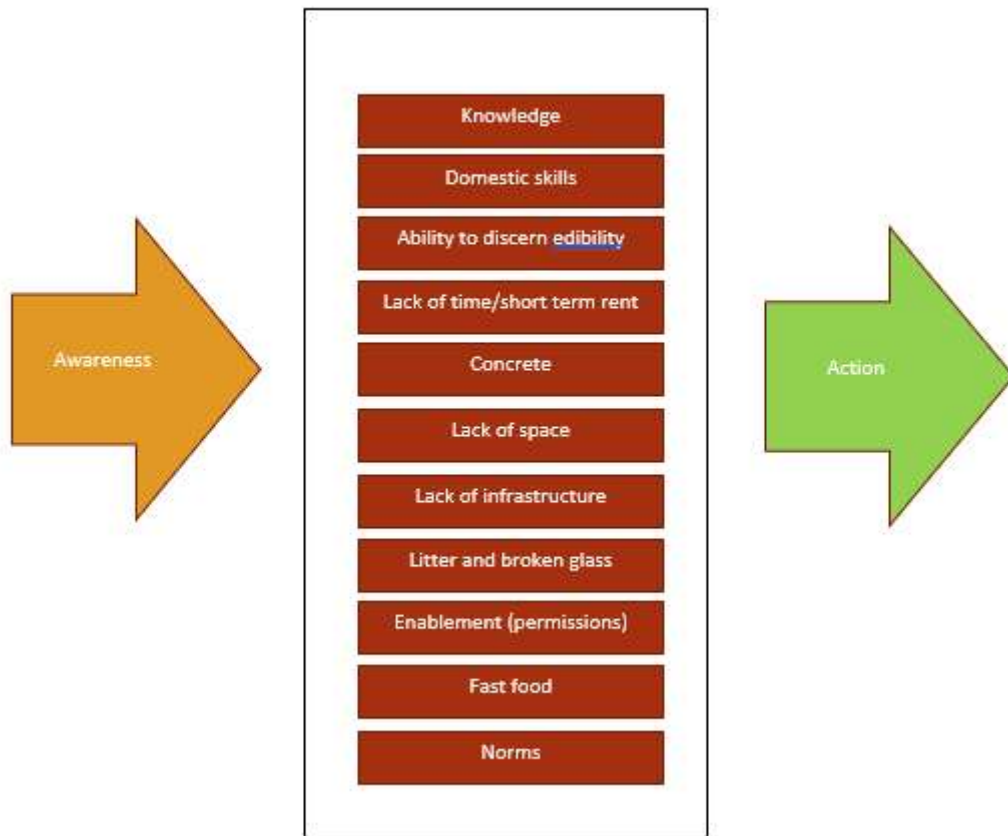 Knowledge
Domestic skills
Ability to discern edibility
Lack of time/short term rent
Awareness
Concrete
Action
Lack of space
Lack of infrastructure
Litter and broken glass
Enablement (permissions)
Fast food
Norms